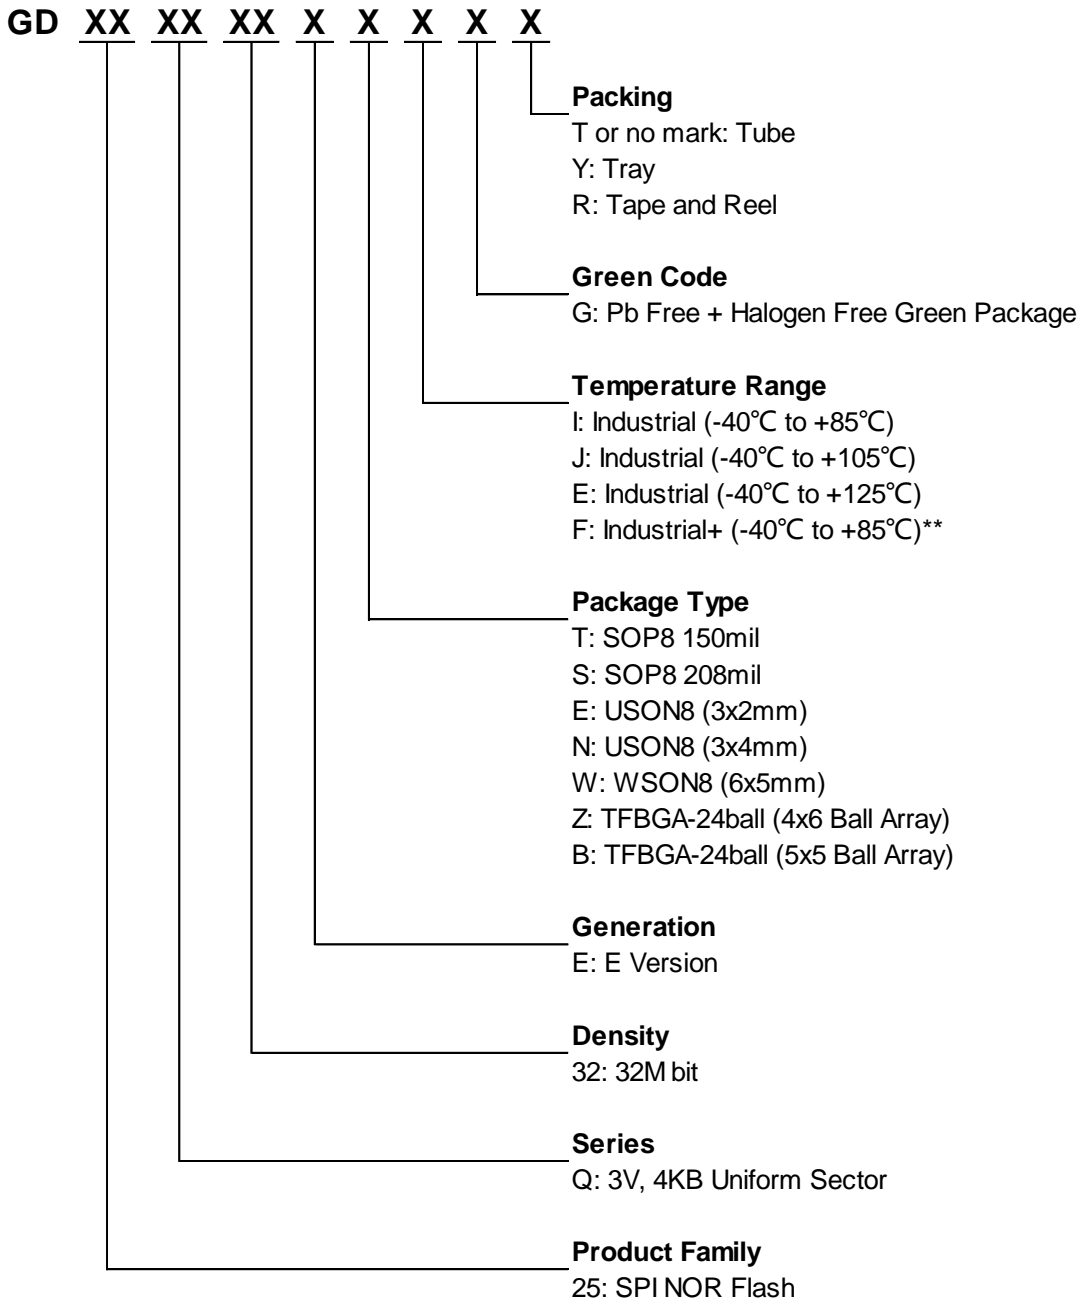 GD XX XX XX X X X X X
Packing
T or no mark: Tube
Y: Tray
R: Tape and Reel
Green Code
G: Pb Free + Halogen Free Green Package
Temperature Range
I: Industrial (-40℃ to +85℃)
J: Industrial (-40℃ to +105℃)
E: Industrial (-40℃ to +125℃)
F: Industrial+ (-40℃ to +85℃)**
Package Type
T: SOP8 150mil
S: SOP8 208mil
E: USON8 (3x2mm)
N: USON8 (3x4mm)
W: WSON8 (6x5mm)
Z: TFBGA-24ball (4x6 Ball Array)
B: TFBGA-24ball (5x5 Ball Array)
Generation
E: E Version
Density
32: 32M bit
Series
Q: 3V, 4KB Uniform Sector
Product Family
25: SPI NOR Flash